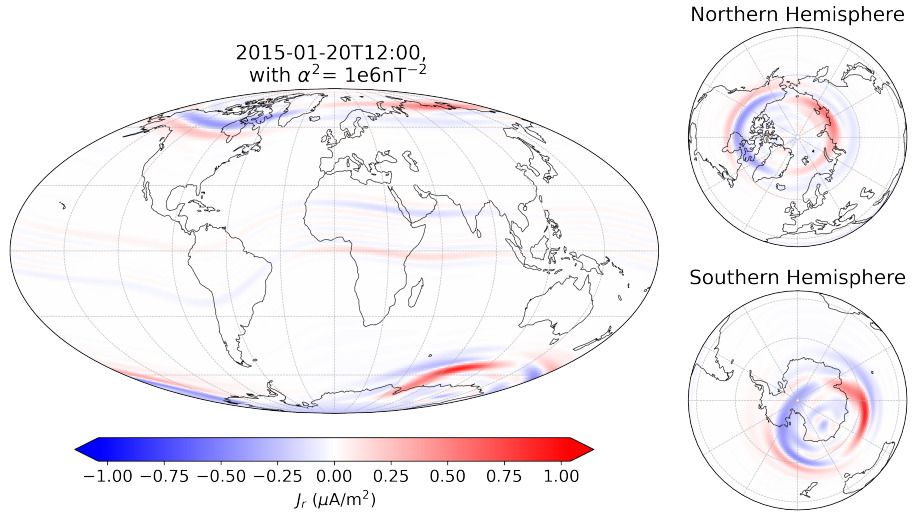 Northern Hemisphere
2015-01-20T12:00,
with α²= 1e6nT⁻²
Southern Hemisphere
−1.00 −0.75 −0.50 −0.25 0.00 0.25 0.50 0.75 1.00
Jᵣ (μA/m²)